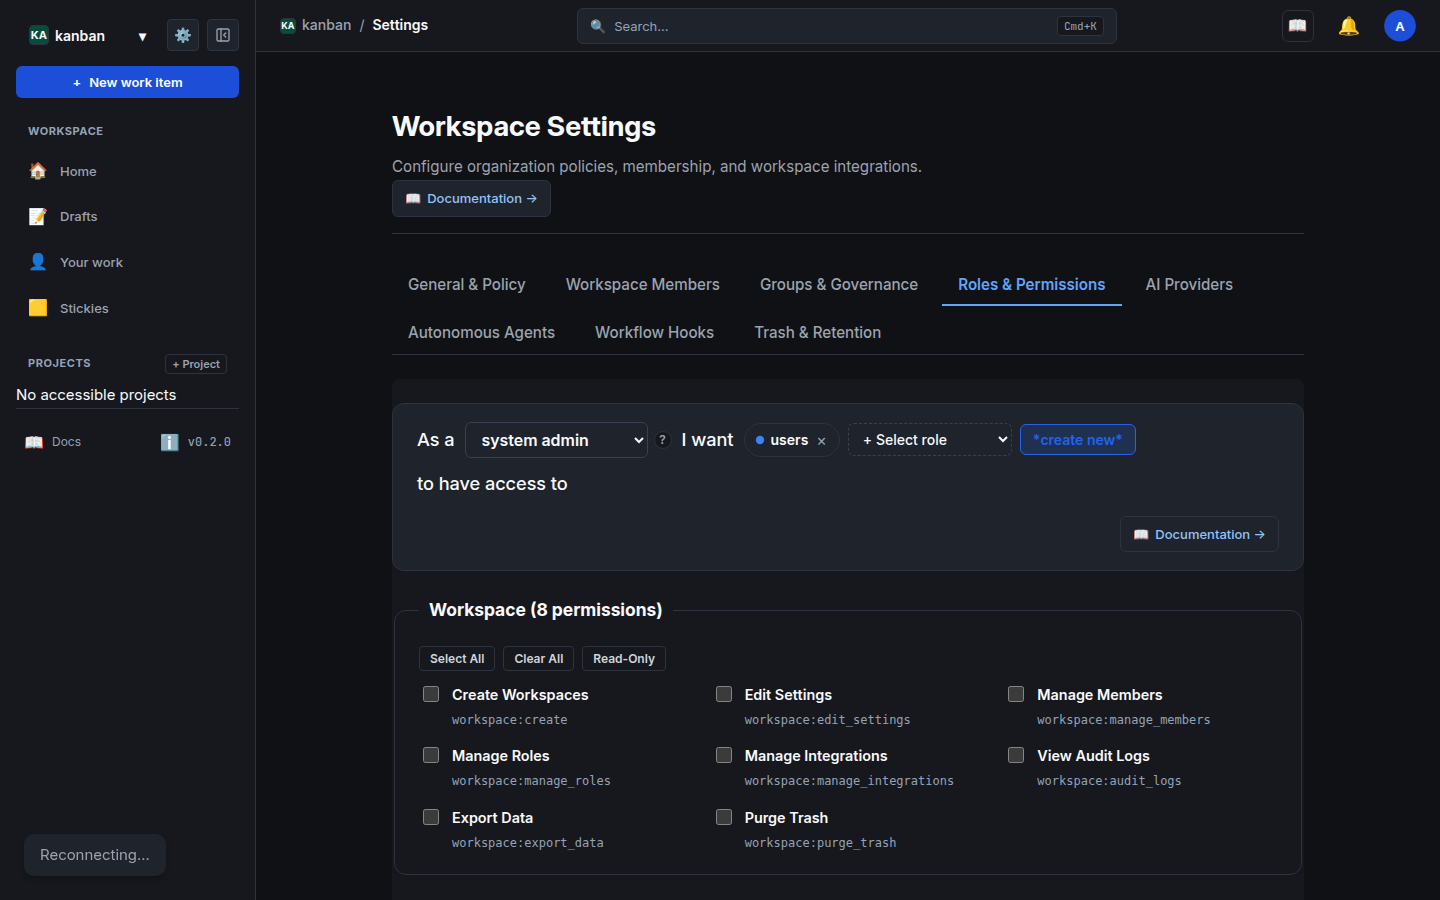 KA kanban ▾
+ New work item
WORKSPACE
Home
Drafts
Your work
Stickies
PROJECTS + Project
No accessible projects
Docs v0.2.0
Reconnecting...
KA kanban / Settings
Search... Cmd+K
A
Workspace Settings
Configure organization policies, membership, and workspace integrations.
Documentation →
General & Policy Workspace Members Groups & Governance Roles & Permissions AI Providers
Autonomous Agents Workflow Hooks Trash & Retention
As a system admin ? I want users × + Select role *create new*
to have access to
Documentation →
Workspace (8 permissions)
Select All Clear All Read-Only
Create Workspaces Edit Settings Manage Members
workspace:create workspace:edit_settings workspace:manage_members
Manage Roles Manage Integrations View Audit Logs
workspace:manage_roles workspace:manage_integrations workspace:audit_logs
Export Data Purge Trash
workspace:export_data workspace:purge_trash